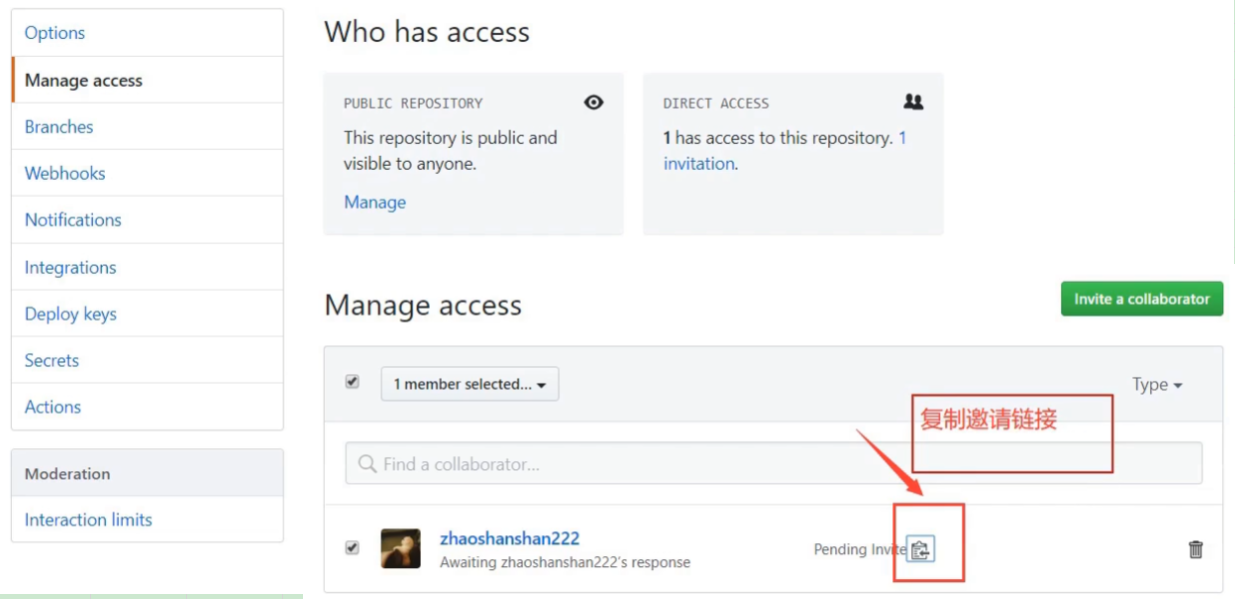 Options
Manage access
Branches
Webhooks
Notifications
Integrations
Deploy keys
Secrets
Actions
Moderation
Interaction limits
Who has access
PUBLIC REPOSITORY
This repository is public and
visible to anyone.
Manage
DIRECT ACCESS
1 has access to this repository. 1
invitation.
Manage access
Invite a collaborator
1 member selected...
Type
复制邀请链接
Find a collaborator...
zhaoshanshan222
Awaiting zhaoshanshan222's response
Pending Invite